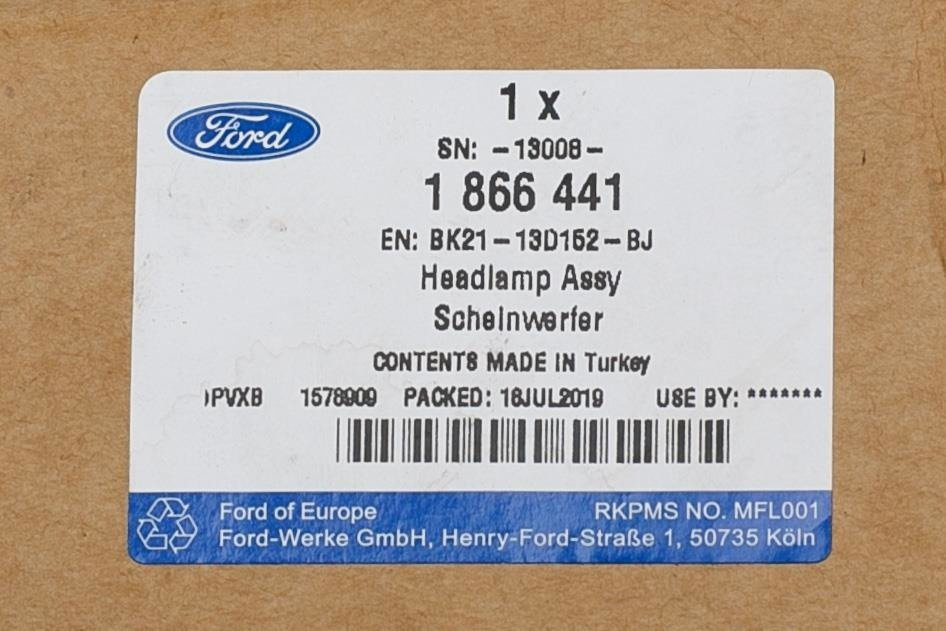 Ford
1 x
SN: -13008-
1 866 441
EN: BK21-13D152-BJ
Headlamp Assy
Scheinwerfer
CONTENTS MADE IN Turkey
PVXB 1578909 PACKED: 18JUL2019 USE BY: *******
Ford of Europe RKPMS NO. MFL001
Ford-Werke GmbH, Henry-Ford-Straße 1, 50735 Köln